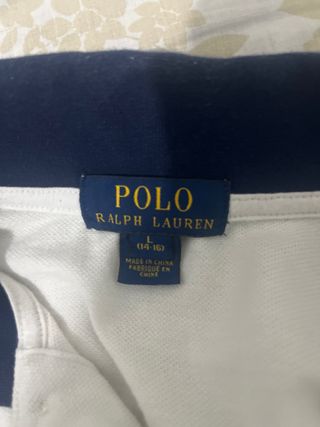 POLO
RALPH LAUREN
L
(14-16)
MADE IN CHINA
FABRIQUÉ EN
CHINE